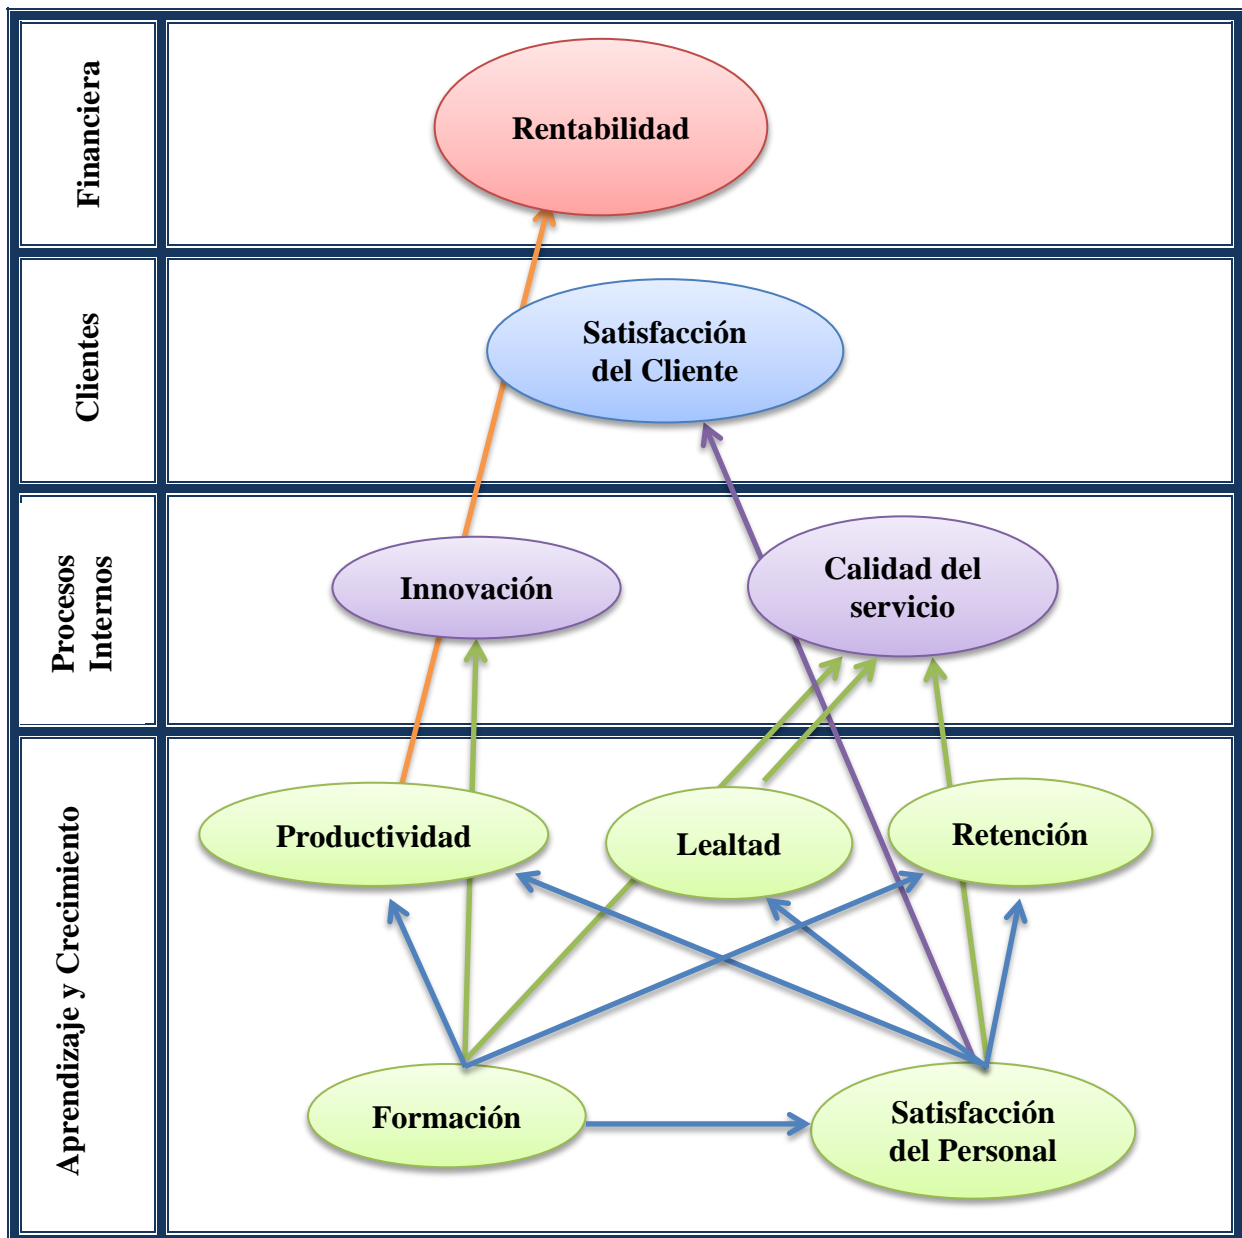 Financiera
Rentabilidad
Clientes
Satisfacción
del Cliente
Procesos
Internos
Innovación
Calidad del
servicio
Aprendizaje y Crecimiento
Productividad
Lealtad
Retención
Formación
Satisfacción
del Personal